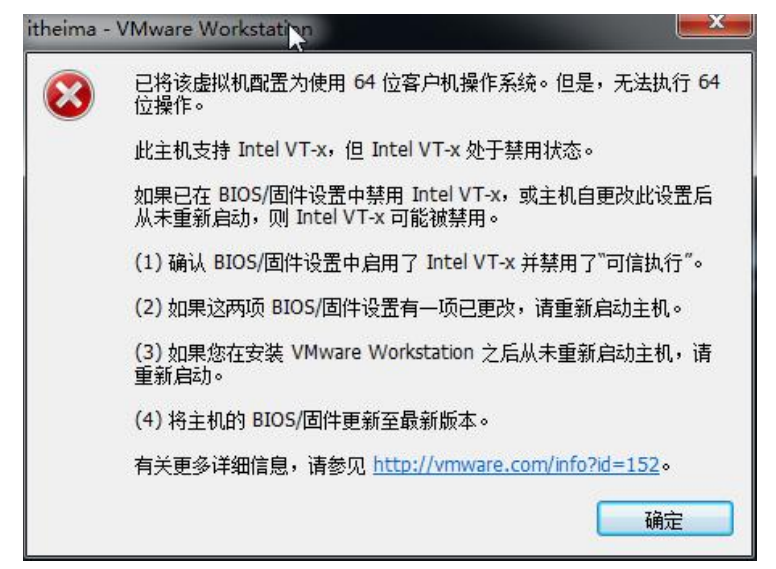 itheima - VMware Workstation
已将该虚拟机配置为使用 64 位客户机操作系统。但是，无法执行 64
位操作。
此主机支持 Intel VT-x，但 Intel VT-x 处于禁用状态。
如果已在 BIOS/固件设置中禁用 Intel VT-x，或主机自更改此设置后
从未重新启动，则 Intel VT-x 可能被禁用。
(1) 确认 BIOS/固件设置中启用了 Intel VT-x 并禁用了“可信执行”。
(2) 如果这两项 BIOS/固件设置有一项已更改，请重新启动主机。
(3) 如果您在安装 VMware Workstation 之后从未重新启动主机，请
重新启动。
(4) 将主机的 BIOS/固件更新至最新版本。
有关更多详细信息，请参见 http://vmware.com/info?id=152。
确定